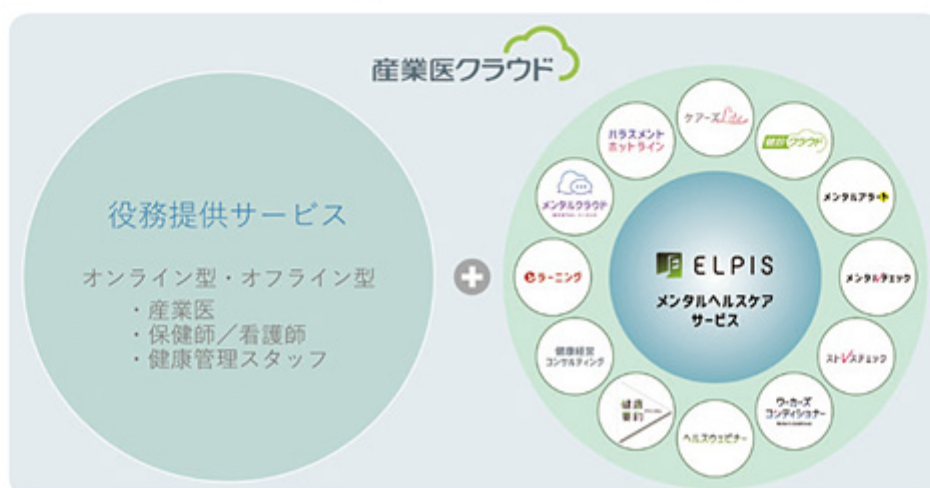 産業医クラウド
役務提供サービス
オンライン型・オフライン型
・産業医
・保健師／看護師
・健康管理スタッフ
ELPIS
メンタルヘルスケア
サービス
ケアーズLite
健診クラウド
メンタルアラート
メンタルチェック
ストレスチェック
ワーカーズ
コンディショナー
ヘルスウェビナー
健康経営
コンサルティング
eラーニング
メンタルクラウド
ハラスメント
ホットライン